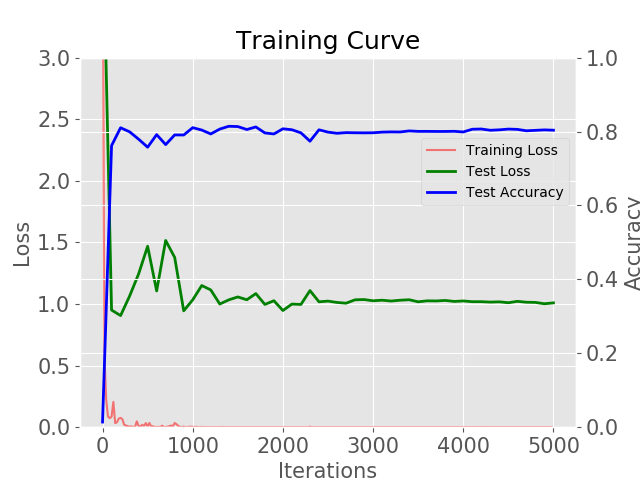 Training Curve
3.0
2.5
2.0
1.5
1.0
0.5
0.0
Loss
1.0
0.8
0.6
0.4
0.2
0.0
Accuracy
Training Loss
Test Loss
Test Accuracy
0
1000
2000
3000
4000
5000
Iterations